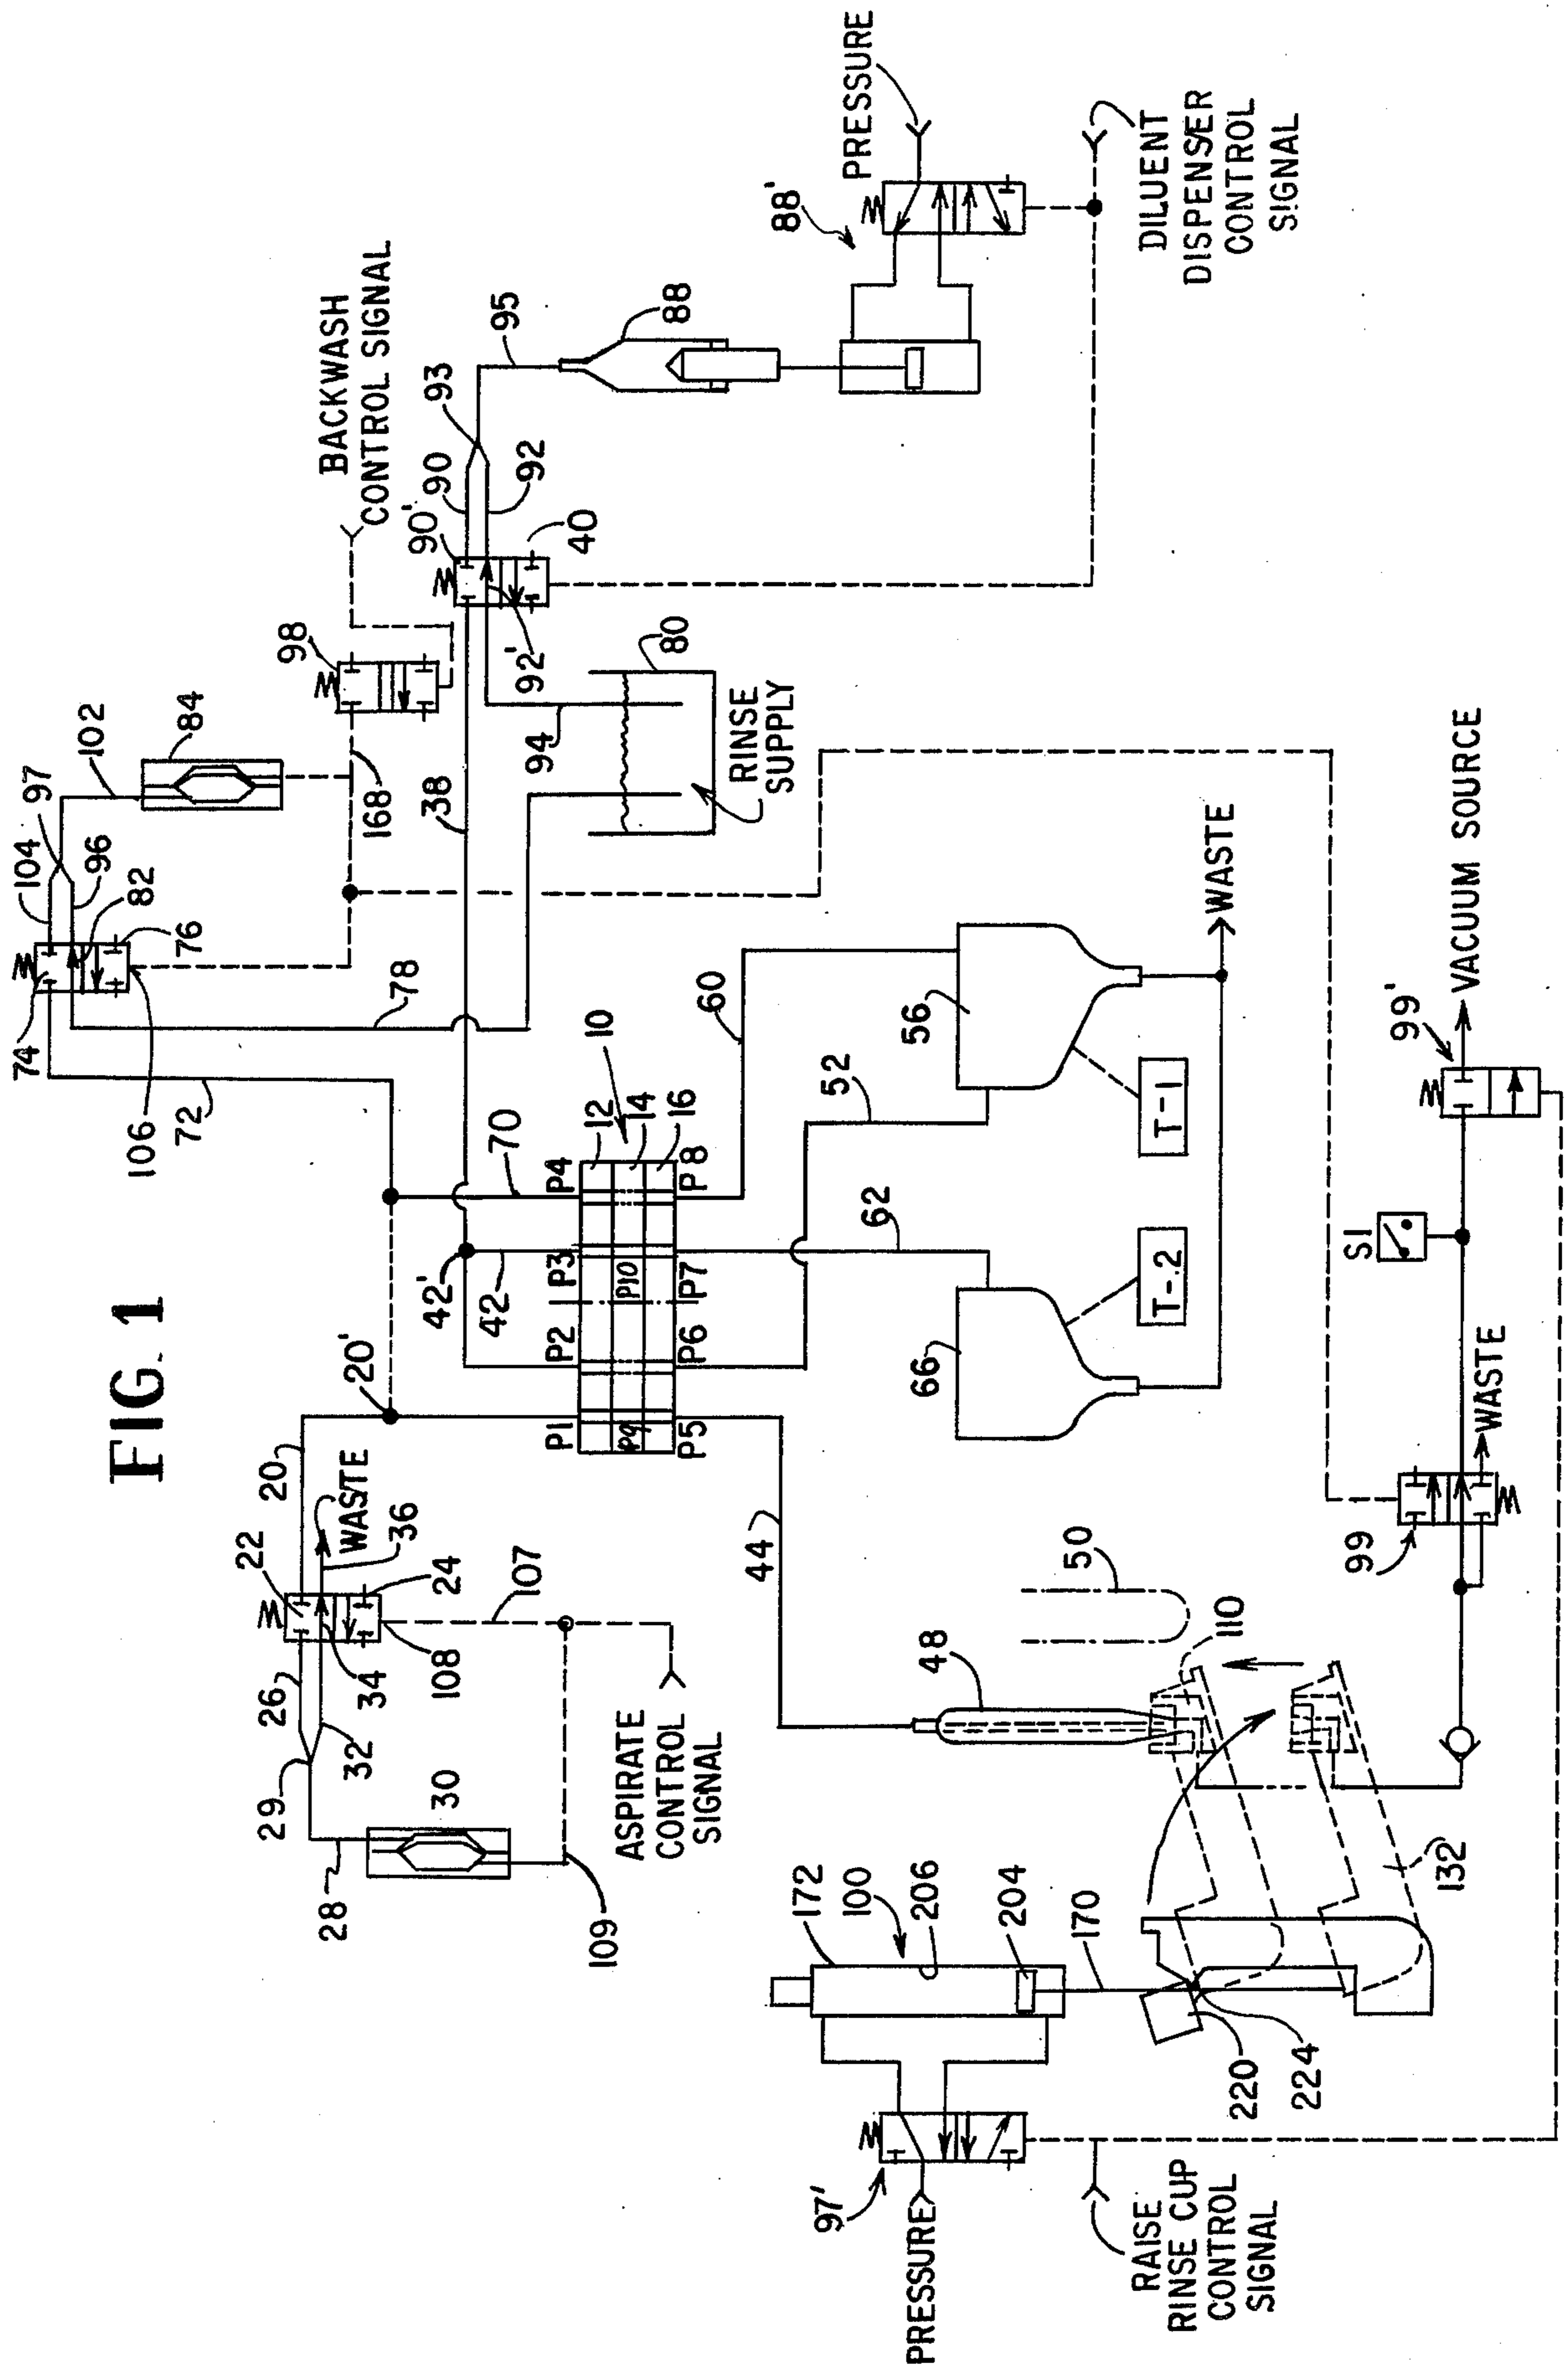 FIG. 1
BACKWASH
CONTROL SIGNAL
PRESSURE
DILUENT
DISPENSER
CONTROL
SIGNAL
88'
88
95
93
90
92
90'
92'
40
98
168
84
102
97
104
96
82
76
74
106
72
78
38
94
80
RINSE
SUPPLY
70
42'
42
20'
20
22
24
26
29
32
34
36
WASTE
107
108
109
28
30
ASPIRATE
CONTROL
SIGNAL
10
12
14
16
P1
P2
P3
P4
P9
P10
P5
P6
P7
P8
44
62
52
60
56
66
T-1
T-2
WASTE
48
50
110
132
172
100
206
204
170
220
224
97'
PRESSURE
RAISE
RINSE CUP
CONTROL
SIGNAL
99
WASTE
S1
99'
VACUUM SOURCE